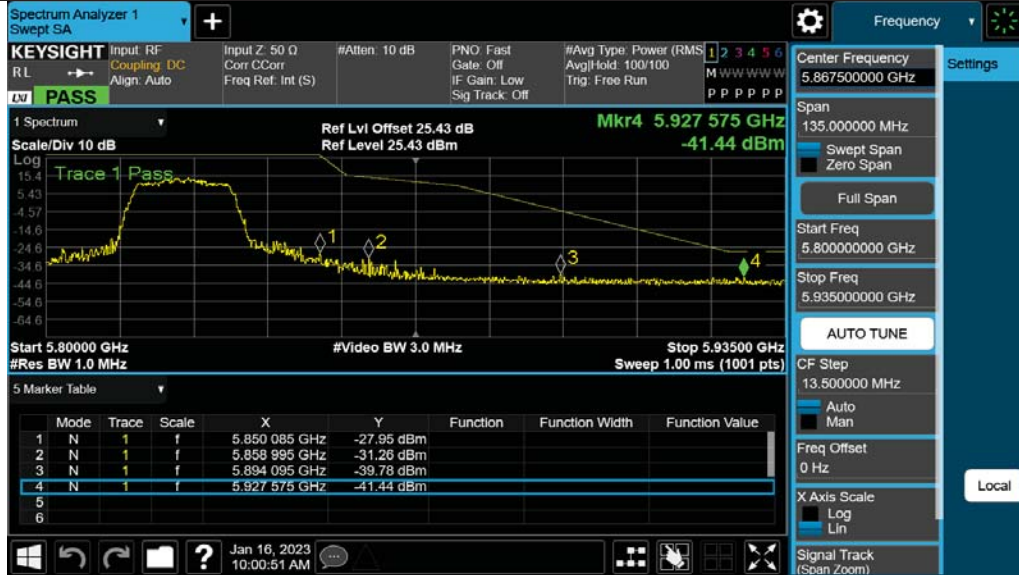 Spectrum Analyzer 1
Swept SA
+
Frequency
KEYSIGHT
RL
LXI
PASS
Input: RF
Coupling: DC
Align: Auto
Input Z: 50 Ω
Corr CCorr
Freq Ref: Int (S)
#Atten: 10 dB
PNO: Fast
Gate: Off
IF Gain: Low
Sig Track: Off
#Avg Type: Power (RMS
Avg|Hold: 100/100
Trig: Free Run
1 2 3 4 5 6
M W W W W W
P P P P P P
1 Spectrum
Scale/Div 10 dB
Ref Lvl Offset 25.43 dB
Ref Level 25.43 dBm
Mkr4 5.927 575 GHz
-41.44 dBm
Log
Trace 1 Pass
15.4
5.43
-4.57
-14.6
-24.6
-34.6
-44.6
-54.6
-64.6
1
2
3
4
Start 5.80000 GHz
#Video BW 3.0 MHz
Stop 5.93500 GHz
#Res BW 1.0 MHz
Sweep 1.00 ms (1001 pts)
5 Marker Table
Mode Trace Scale X Y Function Function Width Function Value
1 N 1 f 5.850 085 GHz -27.95 dBm
2 N 1 f 5.858 995 GHz -31.26 dBm
3 N 1 f 5.894 095 GHz -39.78 dBm
4 N 1 f 5.927 575 GHz -41.44 dBm
5
6
?
Jan 16, 2023
10:00:51 AM
Center Frequency
5.867500000 GHz
Span
135.000000 MHz
Swept Span
Zero Span
Full Span
Start Freq
5.800000000 GHz
Stop Freq
5.935000000 GHz
AUTO TUNE
CF Step
13.500000 MHz
Auto
Man
Freq Offset
0 Hz
X Axis Scale
Log
Lin
Signal Track
(Span Zoom)
Settings
Local